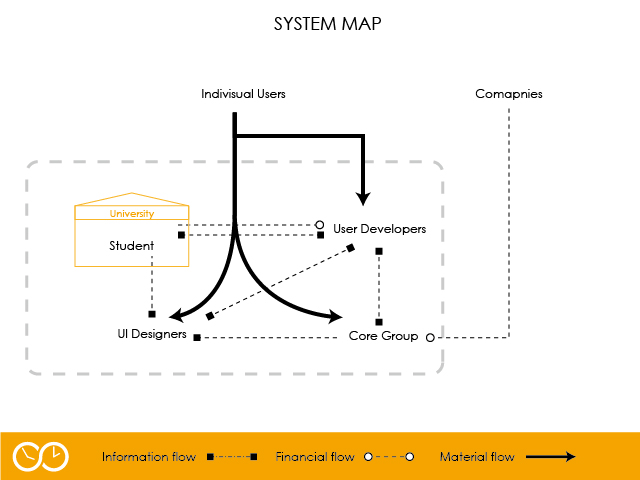 SYSTEM MAP
Indivisual Users
Comapnies
University
Student
User Developers
UI Designers
Core Group
Information flow
Financial flow
Material flow